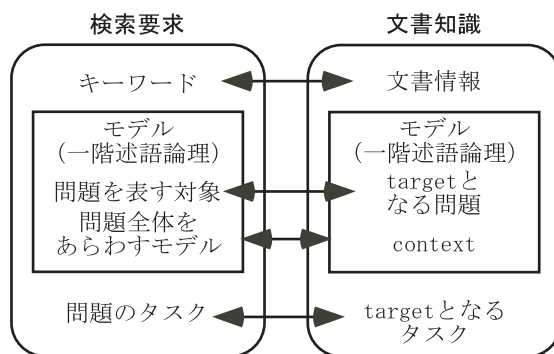 検索要求
キーワード
モデル
(一階述語論理)
問題を表す対象
問題全体を
あらわすモデル
問題のタスク
文書知識
文書情報
モデル
(一階述語論理)
targetと
なる問題
context
targetとなる
タスク